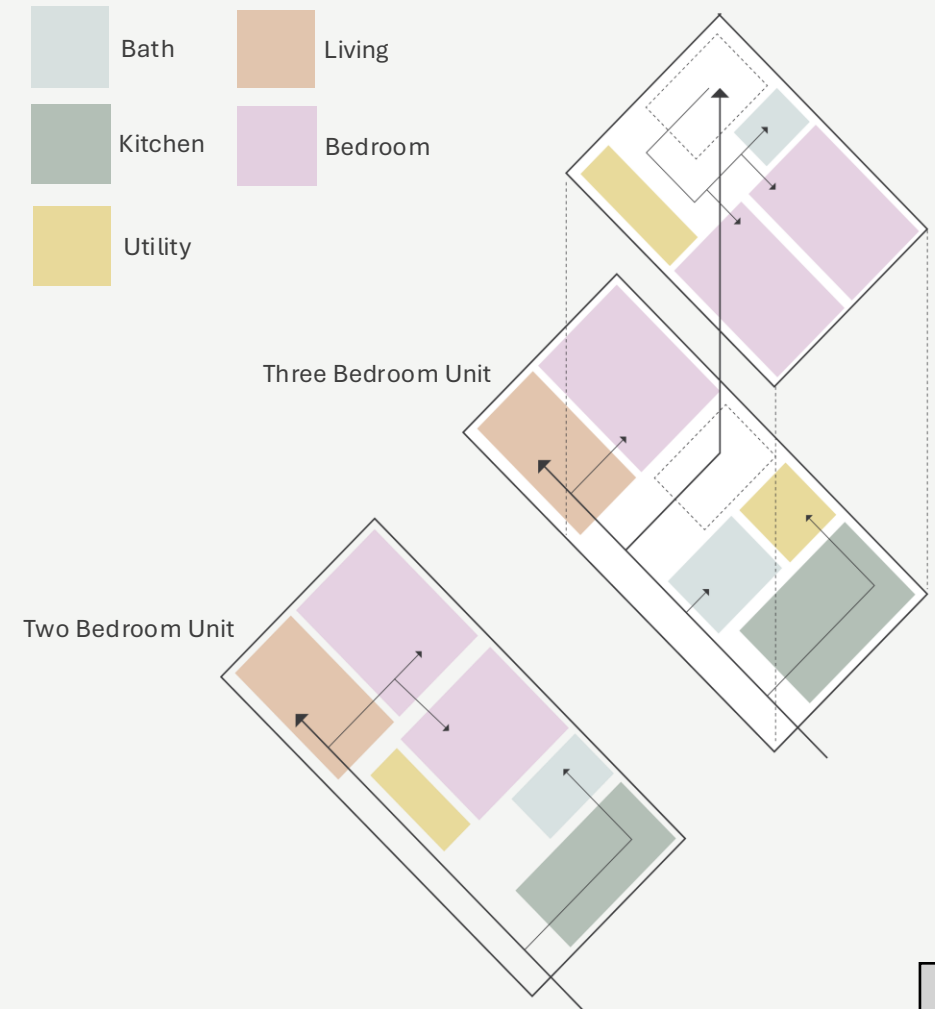 Bath
Living
Kitchen
Bedroom
Utility
Three Bedroom Unit
Two Bedroom Unit